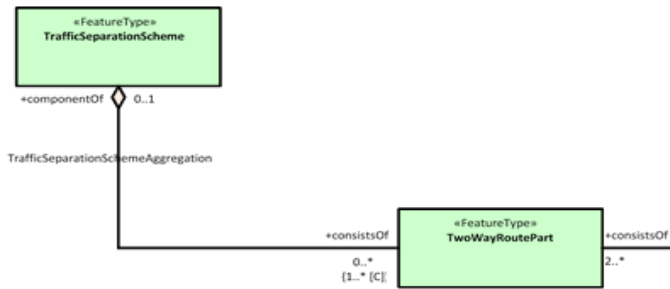 «FeatureType»
TrafficSeparationScheme
+componentOf 0..1
TrafficSeparationSchemeAggregation
«FeatureType»
TwoWayRoutePart
+consistsOf
0..*
{1..* [C]
+consistsOf
2..*